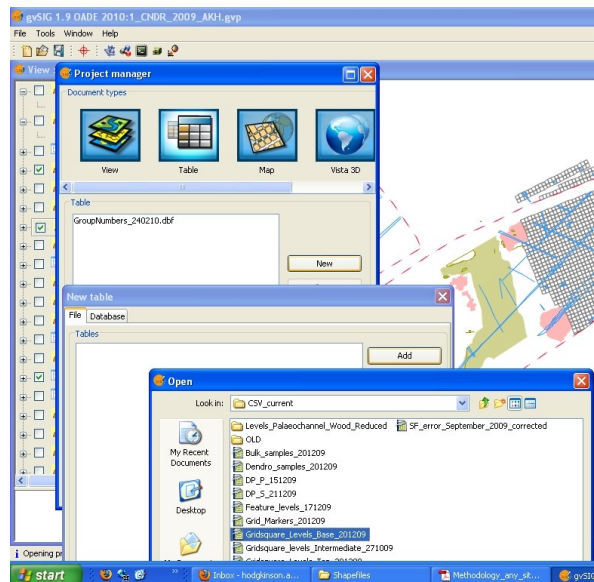 gvSIG 1.9 OADE 2010:1_CNDR_2009_AKH.gvp
File Tools Window Help
View
Project manager
Document types
View Table Map Vista 3D
Table
GroupNumbers_240210.dbf
New
New table
File Database
Tables
Add
Open
Look in: CSV_current
My Recent Documents
Desktop
Levels_Palaeochannel_Wood_Reduced
OLD
Bulk_samples_201209
Dendro_samples_201209
DP_P_151209
DP_S_211209
Feature_levels_171209
Grid_Markers_201209
Gridsquare_Levels_Base_201209
Gridsquare_levels_Intermediate_271009
SF_error_September_2009_corrected
Opening pr
start
Inbox - hodgkinson.a...
Shapefiles
Methodology_any_sit...
gvSIG